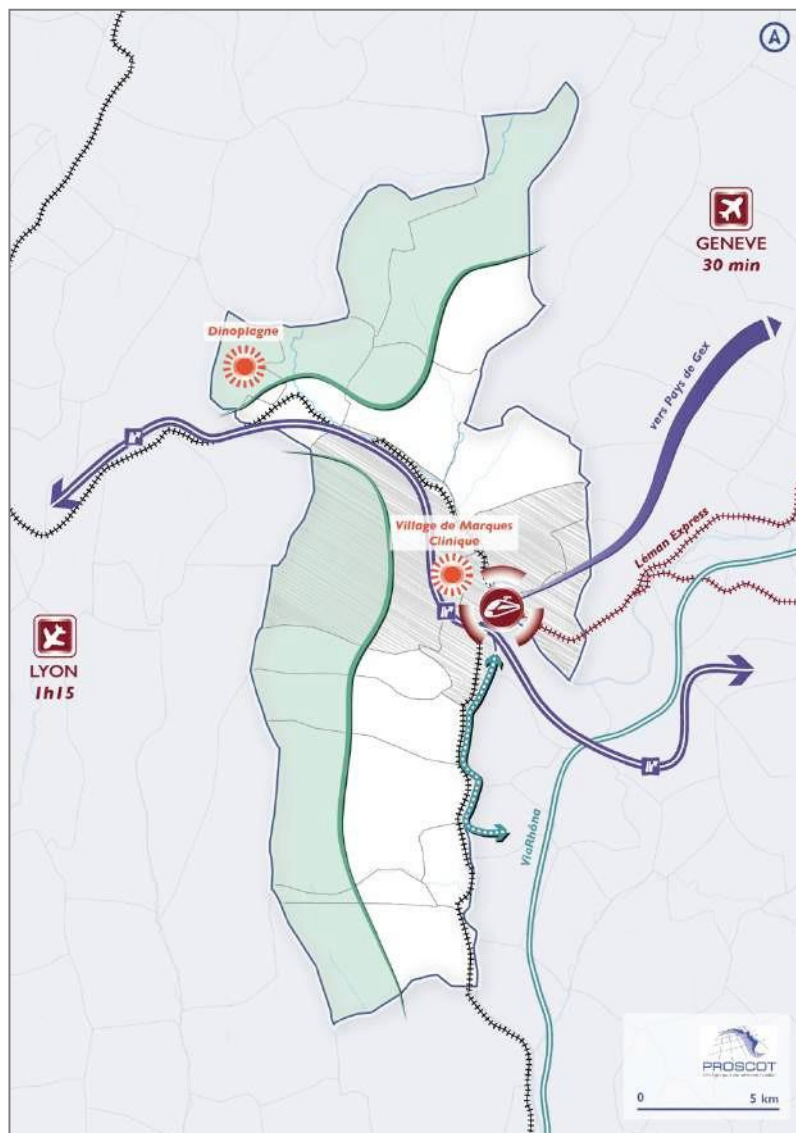 A
GENEVE
30 min
Dinoplagne
vers Pays de Gex
Village de Marques
Clinique
Léman Express
LYON
1h15
ViaRhôna
PROSCOT
0 5 km